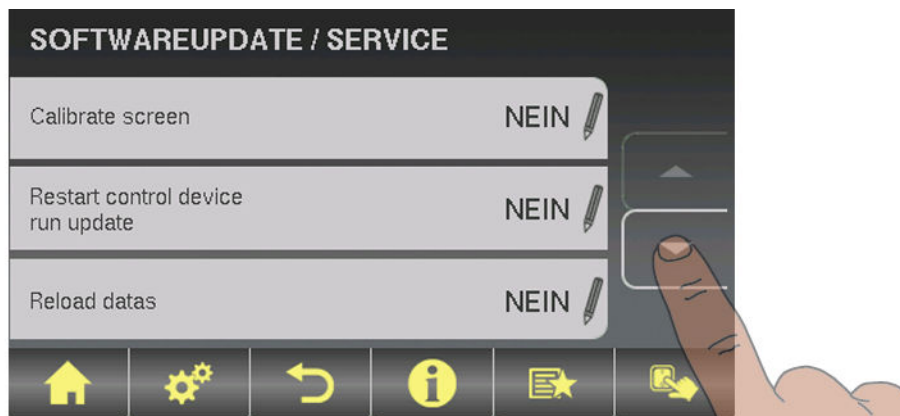 SOFTWAREUPDATE / SERVICE
Calibrate screen
NEIN
Restart control device
run update
NEIN
Reload datas
NEIN